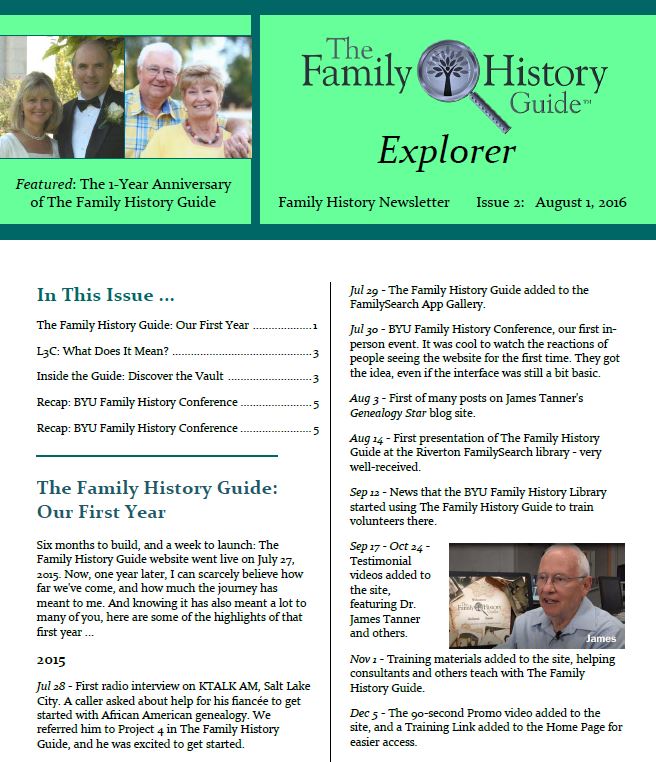 The
Family History
Guide™
Explorer
Featured: The 1-Year Anniversary
of The Family History Guide
Family History Newsletter Issue 2: August 1, 2016
In This Issue ...
The Family History Guide: Our First Year ...................1
L3C: What Does It Mean? .............................................3
Inside the Guide: Discover the Vault ...........................3
Recap: BYU Family History Conference .......................5
Recap: BYU Family History Conference .......................5
The Family History Guide:
Our First Year
Six months to build, and a week to launch: The
Family History Guide website went live on July 27,
2015. Now, one year later, I can scarcely believe how
far we've come, and how much the journey has
meant to me. And knowing it has also meant a lot to
many of you, here are some of the highlights of that
first year ...
2015
Jul 28 - First radio interview on KTALK AM, Salt Lake
City. A caller asked about help for his fiancée to get
started with African American genealogy. We
referred him to Project 4 in The Family History
Guide, and he was excited to get started.
Jul 29 - The Family History Guide added to the
FamilySearch App Gallery.
Jul 30 - BYU Family History Conference, our first in-
person event. It was cool to watch the reactions of
people seeing the website for the first time. They got
the idea, even if the interface was still a bit basic.
Aug 3 - First of many posts on James Tanner's
Genealogy Star blog site.
Aug 14 - First presentation of The Family History
Guide at the Riverton FamilySearch library - very
well-received.
Sep 12 - News that the BYU Family History Library
started using The Family History Guide to train
volunteers there.
Sep 17 - Oct 24 -
Testimonial
videos added to
the site,
featuring Dr.
James Tanner
and others.
Family History
Guide
James
Nov 1 - Training materials added to the site, helping
consultants and others teach with The Family
History Guide.
Dec 5 - The 90-second Promo video added to the
site, and a Training Link added to the Home Page for
easier access.